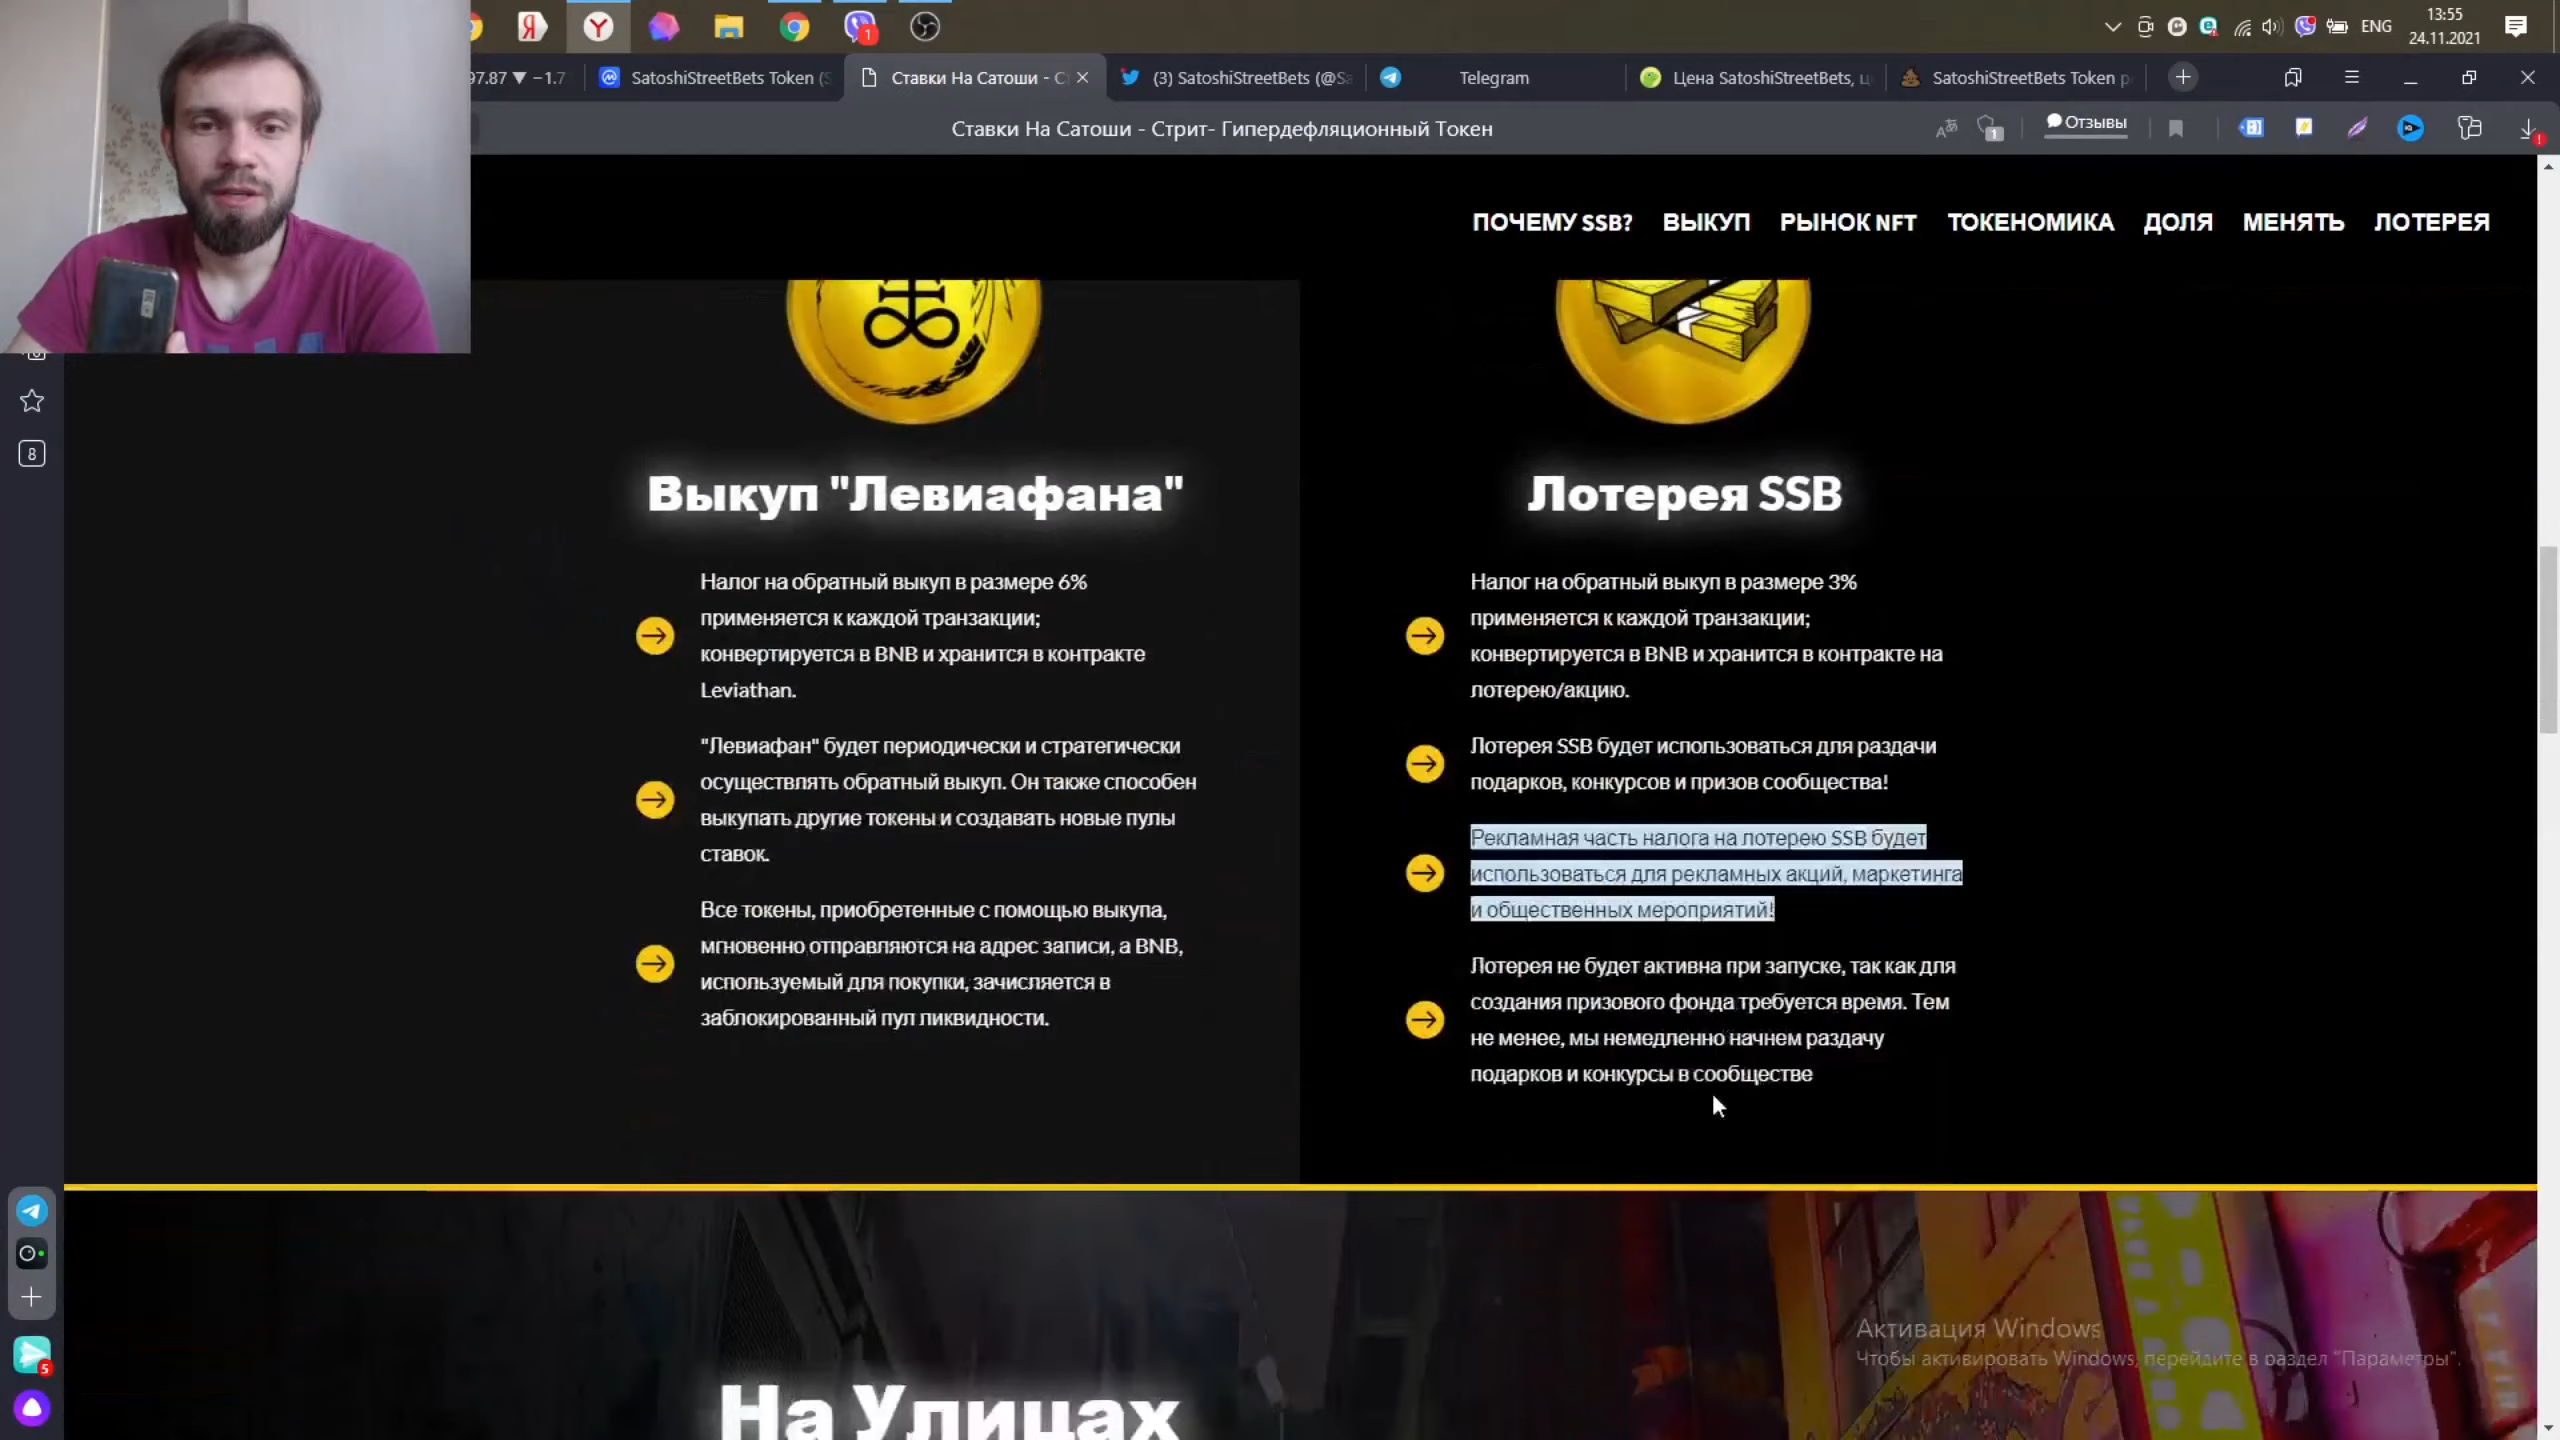 1
ENG
13:55
24.11.2021
97.87 ▼ −1.7
SatoshiStreetBets Token (S
Ставки На Сатоши - С
(3) SatoshiStreetBets (@Sa
Telegram
Цена SatoshiStreetBets, ц
SatoshiStreetBets Token р
Ставки На Сатоши - Стрит- Гипердефляционный Токен
1
Отзывы
ПОЧЕМУ SSB?
ВЫКУП
РЫНОК NFT
ТОКЕНОМИКА
ДОЛЯ
МЕНЯТЬ
ЛОТЕРЕЯ
8
Выкуп "Левиафана"
Налог на обратный выкуп в размере 6%
применяется к каждой транзакции;
конвертируется в BNB и хранится в контракте
Leviathan.
"Левиафан" будет периодически и стратегически
осуществлять обратный выкуп. Он также способен
выкупать другие токены и создавать новые пулы
ставок.
Все токены, приобретенные с помощью выкупа,
мгновенно отправляются на адрес записи, а BNB,
используемый для покупки, зачисляется в
заблокированный пул ликвидности.
Лотерея SSB
Налог на обратный выкуп в размере 3%
применяется к каждой транзакции;
конвертируется в BNB и хранится в контракте на
лотерею/акцию.
Лотерея SSB будет использоваться для раздачи
подарков, конкурсов и призов сообщества!
Рекламная часть налога на лотерею SSB будет
использоваться для рекламных акций, маркетинга
и общественных мероприятий!
Лотерея не будет активна при запуске, так как для
создания призового фонда требуется время. Тем
не менее, мы немедленно начнем раздачу
подарков и конкурсы в сообществе
5
На Улицах
Активация Windows
Чтобы активировать Windows, перейдите в раздел "Параметры".